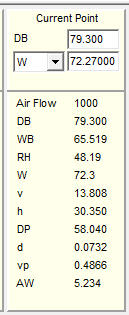 Current Point
DB 79.300
W 72.27000
Air Flow 1000
DB 79.300
WB 65.519
RH 48.19
W 72.3
v 13.808
h 30.350
DP 58.040
d 0.0732
vp 0.4866
AW 5.234